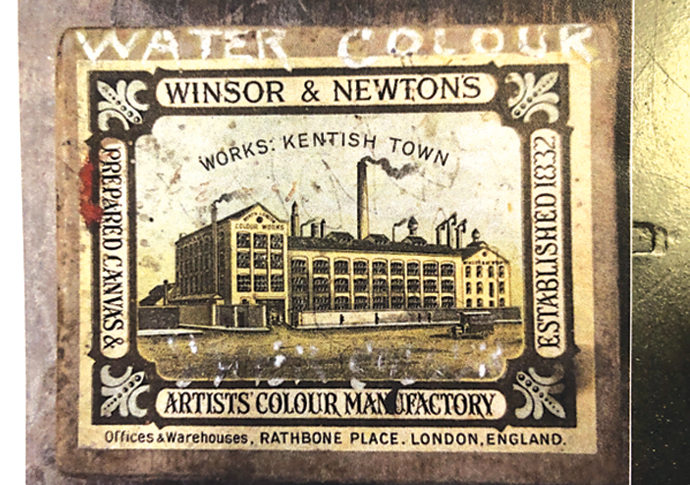 WATER COLOUR
WINSOR & NEWTON'S
WORKS: KENTISH TOWN
COLOUR WORKS
PREPARED CANVAS &
ESTABLISHED 1832
ARTISTS' COLOUR MANUFACTORY
Offices & Warehouses, RATHBONE PLACE. LONDON, ENGLAND.